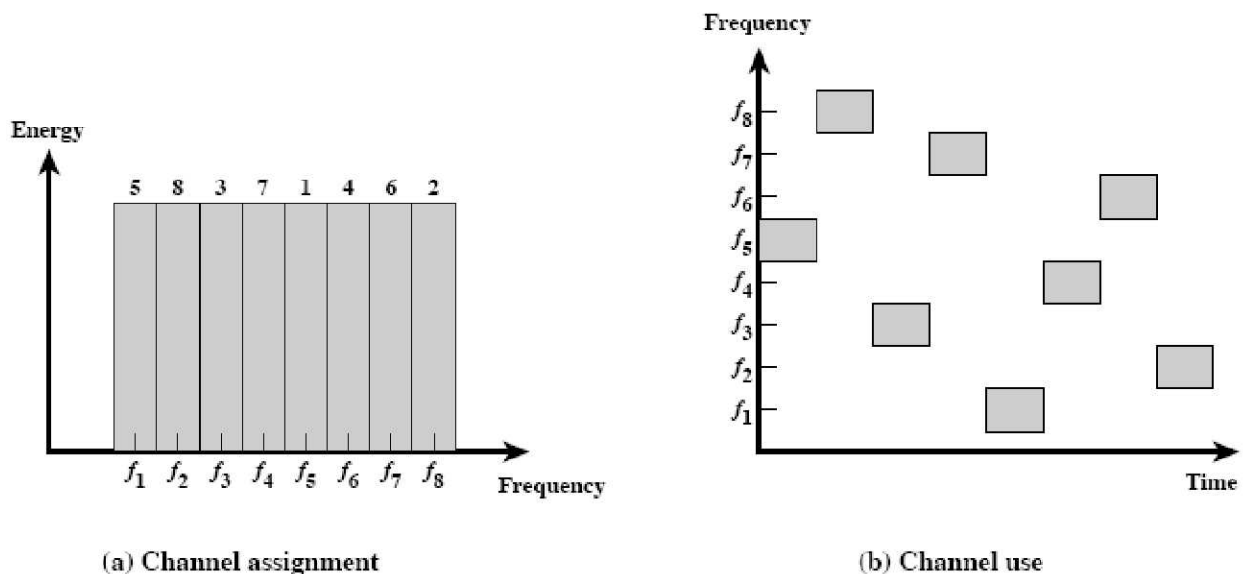 Energy
5 8 3 7 1 4 6 2
f1 f2 f3 f4 f5 f6 f7 f8
Frequency
(a) Channel assignment
Frequency
f8
f7
f6
f5
f4
f3
f2
f1
Time
(b) Channel use